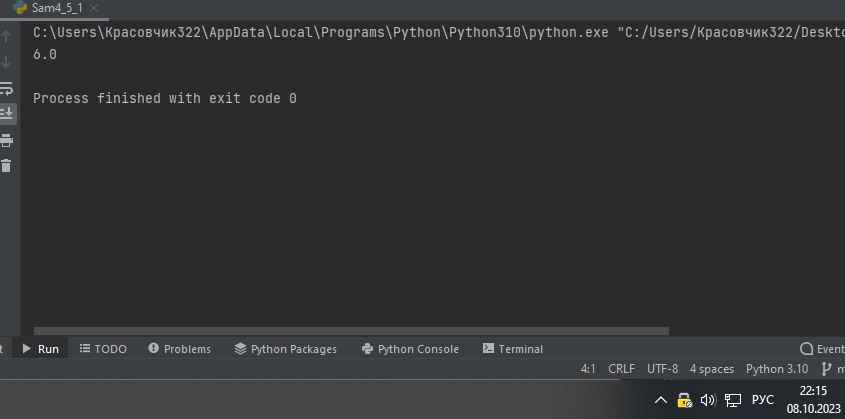 Sam4_5_1
C:\Users\Красовчик322\AppData\Local\Programs\Python\Python310\python.exe "C:/Users/Красовчик322/Deskto
6.0
Process finished with exit code 0
t Run TODO Problems Python Packages Python Console Terminal Event
4:1 CRLF UTF-8 4 spaces Python 3.10 m
22:15
РУС
08.10.2023